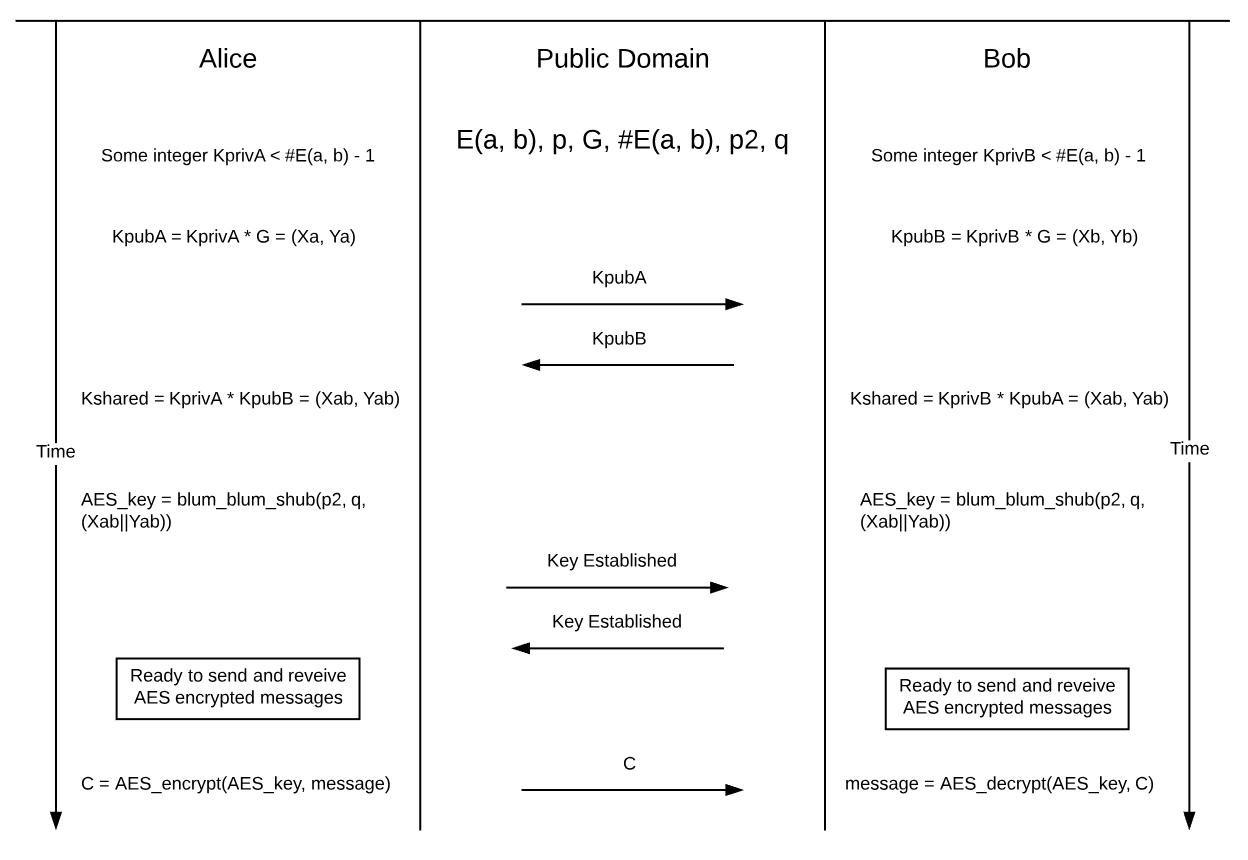 Alice
Public Domain
Bob
E(a, b), p, G, #E(a, b), p2, q
Some integer KprivA < #E(a, b) - 1
Some integer KprivB < #E(a, b) - 1
KpubA = KprivA * G = (Xa, Ya)
KpubB = KprivB * G = (Xb, Yb)
KpubA
KpubB
Kshared = KprivA * KpubB = (Xab, Yab)
Kshared = KprivB * KpubA = (Xab, Yab)
Time
Time
AES_key = blum_blum_shub(p2, q,
(Xab||Yab))
AES_key = blum_blum_shub(p2, q,
(Xab||Yab))
Key Established
Key Established
Ready to send and reveive
AES encrypted messages
Ready to send and reveive
AES encrypted messages
C
C = AES_encrypt(AES_key, message)
message = AES_decrypt(AES_key, C)